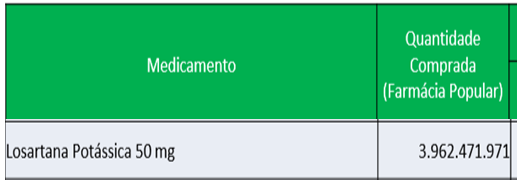 Medicamento
Quantidade
Comprada
(Farmácia Popular)
Losartana Potássica 50 mg
3.962.471.971